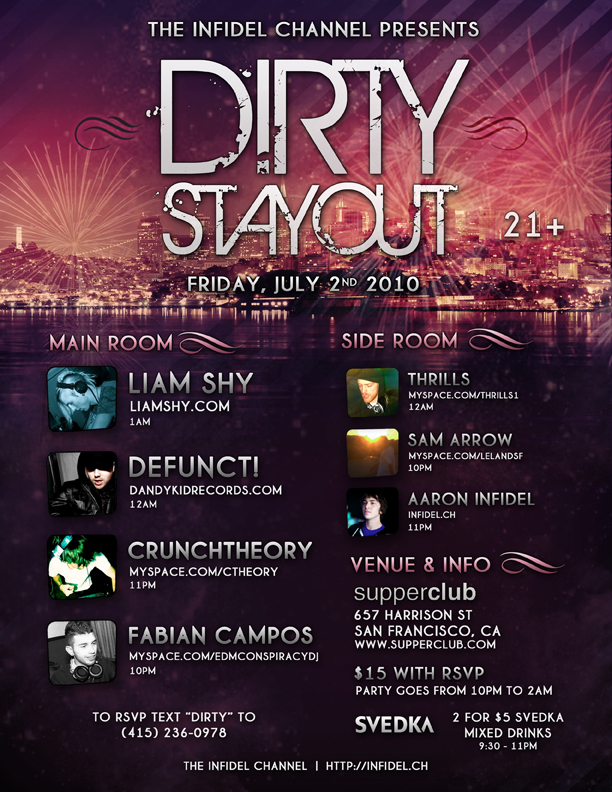 THE INFIDEL CHANNEL PRESENTS
D!RTY
STAYOUT
21+
FRIDAY, JULY 2ND 2010
MAIN ROOM
LIAM SHY
LIAMSHY.COM
1AM
DEFUNCT!
DANDYKIDRECORDS.COM
12AM
CRUNCHTHEORY
MYSPACE.COM/CTHEORY
11PM
FABIAN CAMPOS
MYSPACE.COM/EDMCONSPIRACYDJ
10PM
TO RSVP TEXT "DIRTY" TO
(415) 236-0978
SIDE ROOM
THRILLS
MYSPACE.COM/THRILLS1
12AM
SAM ARROW
MYSPACE.COM/LELANDSF
10PM
AARON INFIDEL
INFIDEL.CH
11PM
VENUE & INFO
supperclub
657 HARRISON ST
SAN FRANCISCO, CA
WWW.SUPPERCLUB.COM
$15 WITH RSVP
PARTY GOES FROM 10PM TO 2AM
SVEDKA
2 FOR $5 SVEDKA
MIXED DRINKS
9:30 - 11PM
THE INFIDEL CHANNEL | HTTP://INFIDEL.CH